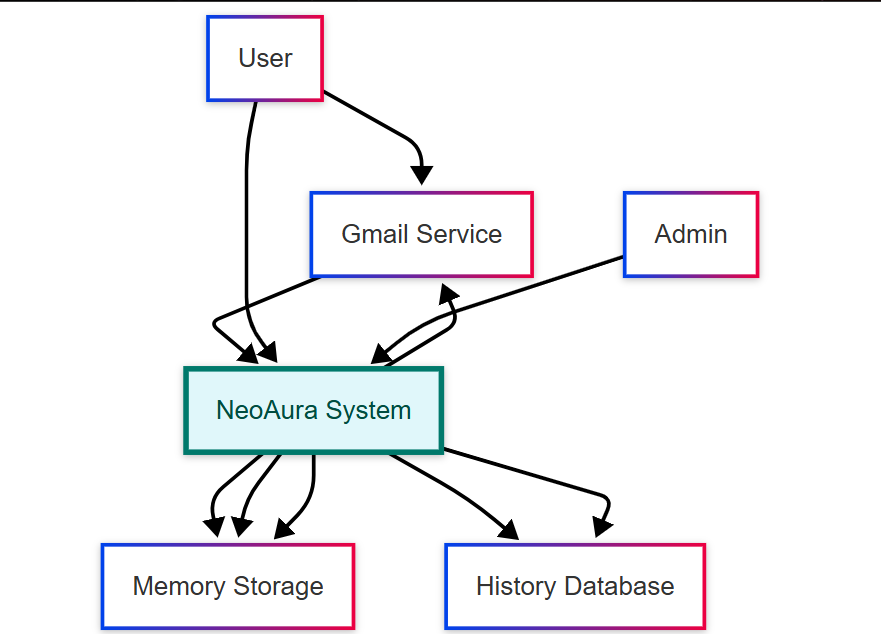 User
Gmail Service
Admin
NeoAura System
Memory Storage
History Database